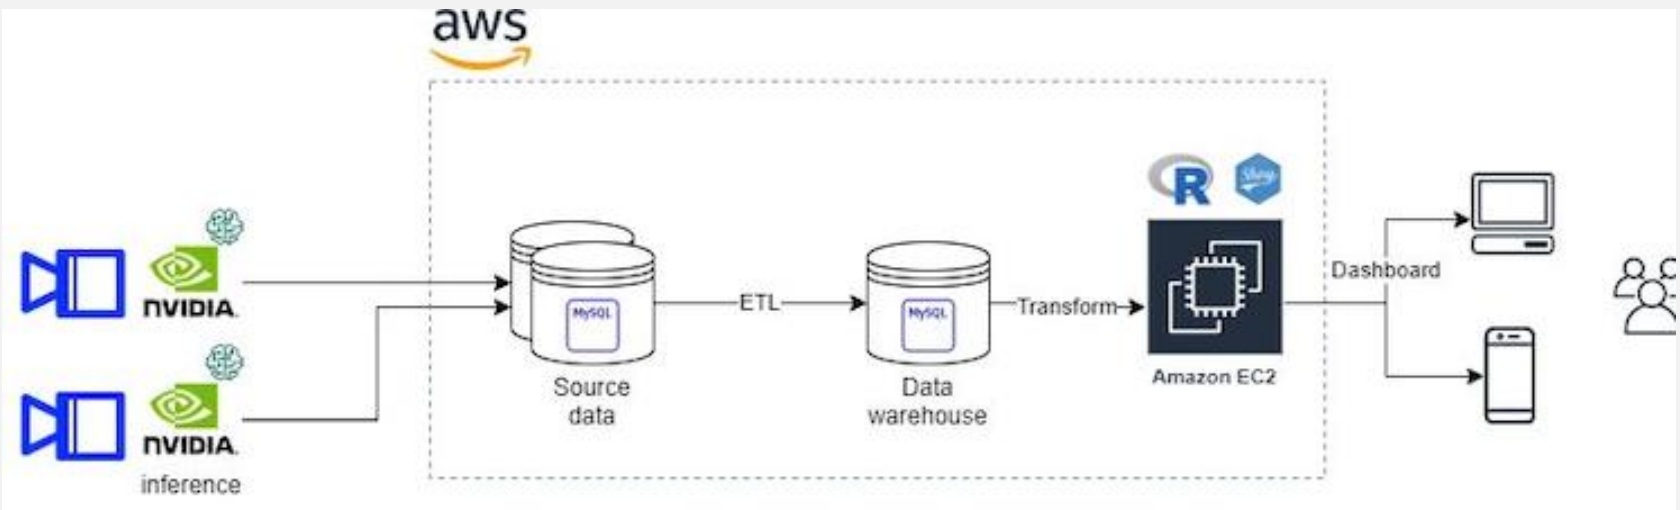 aws
NVIDIA.
NVIDIA.
inference
MySQL
Source
data
ETL
MySQL
Data
warehouse
Transform
R
Shiny
Amazon EC2
Dashboard